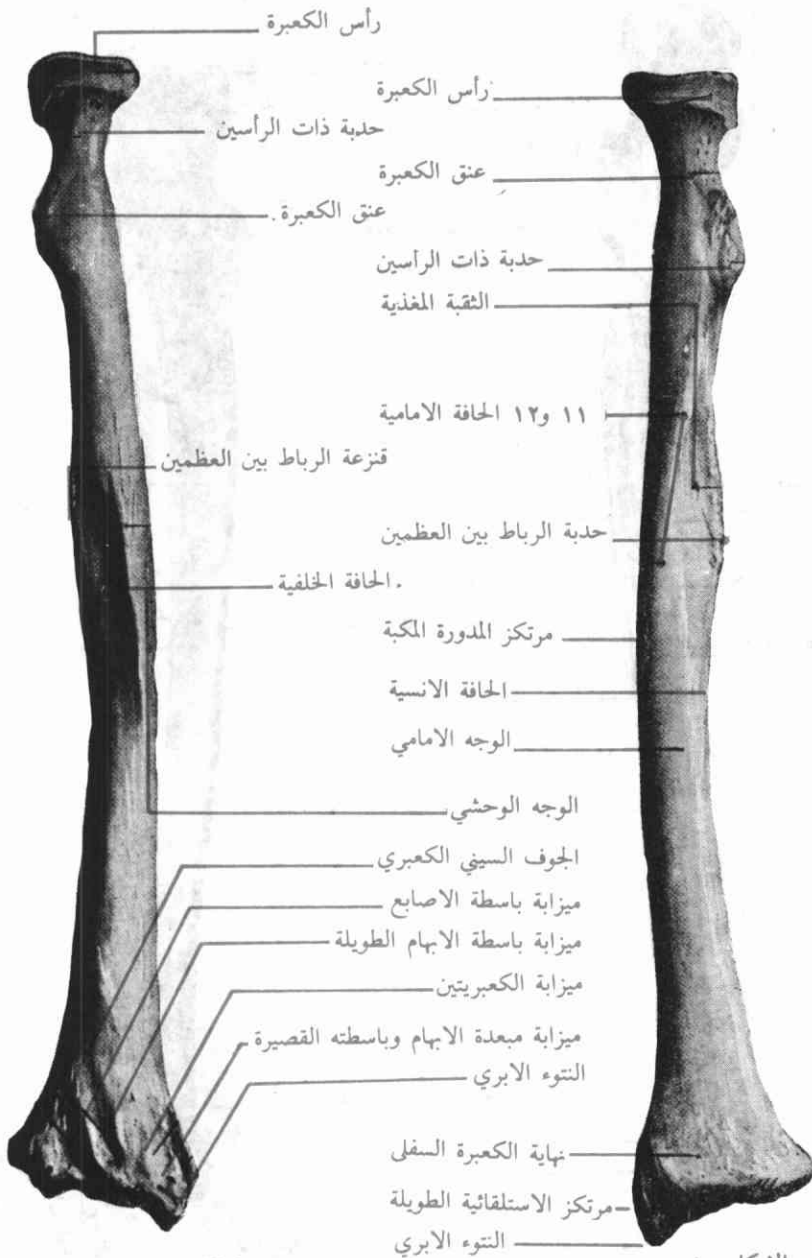 رأس الكعبرة
رأس الكعبرة
حدبة ذات الرأسين
عنق الكعبرة
عنق الكعبرة.
حدبة ذات الراسين
الثقبة المغذية
١١ و١٢ الحافة الامامية
قنزعة الرباط بين العظمين
حدبة الرباط بين العظمين
. الحافة الخلفية
مرتكز المدورة المكبة
الحافة الانسية
الوجه الامامي
الوجه الوحشي
الجوف السيني الكعبري
ميزابة باسطة الاصابع
ميزابة باسطة الابهام الطويلة
ميزابة الكعبريتين
ميزابة مبعدة الابهام وباسطته القصيرة
النتوء الابري
نهاية الكعبرة السفلى
مرتكز الاستلقائية الطويلة
النتوء الابري